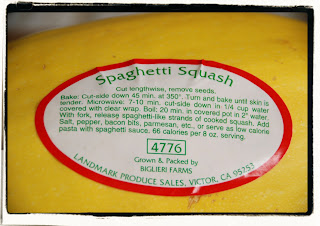 Spaghetti Squash
Cut lengthwise, remove seeds.
Bake: Cut-side down 45 min. at 350°. Turn and bake until skin is
tender. Microwave: 7-10 min. cut-side down in 1/4 cup water
covered with clear wrap. Boil: 20 min. in covered pot in 2" water.
With fork, release spaghetti-like strands of cooked squash. Add
Salt, pepper, bacon bits, parmesan, etc., or serve as low calorie
pasta with spaghetti sauce. 66 calories per 8 oz. serving.
4776
Grown & Packed by
BIGLIERI FARMS
LANDMARK PRODUCE SALES, VICTOR, CA 95253